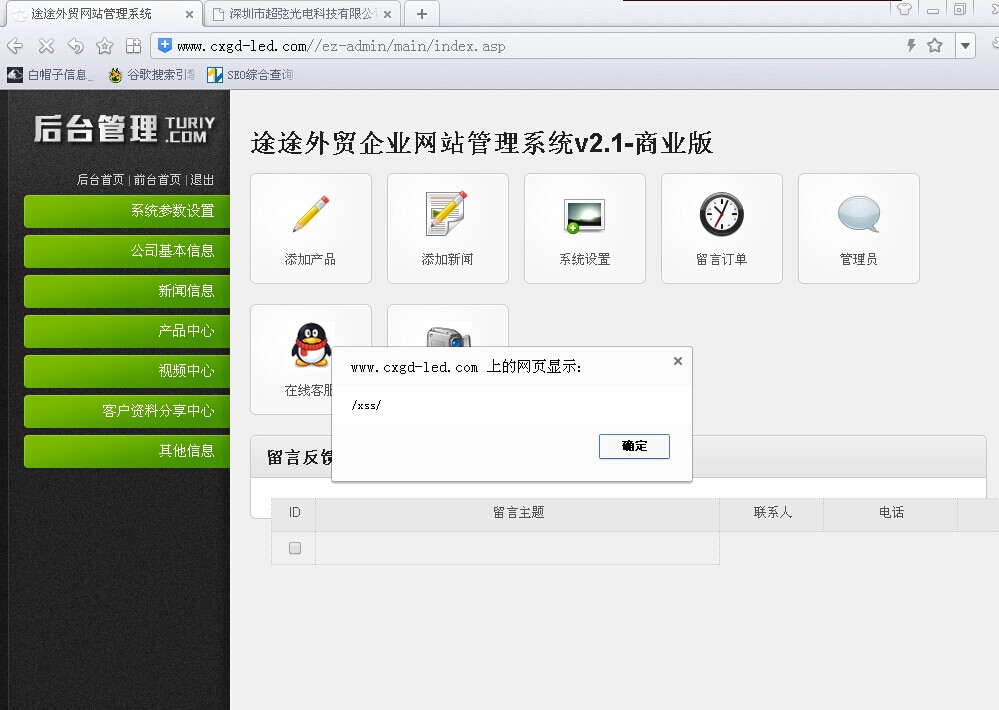 途途外贸网站管理系统
深圳市超弦光电科技有限公
www.cxgd-led.com//ez-admin/main/index.asp
白帽子信息_
谷歌搜索引
SEO综合查询
后台管理 TURIY .COM
后台首页 | 前台首页 | 退出
系统参数设置
公司基本信息
新闻信息
产品中心
视频中心
客户资料分享中心
其他信息
途途外贸企业网站管理系统v2.1-商业版
添加产品
添加新闻
系统设置
留言订单
管理员
在线客服
www.cxgd-led.com 上的网页显示:
/xss/
确定
留言反馈
ID
留言主题
联系人
电话